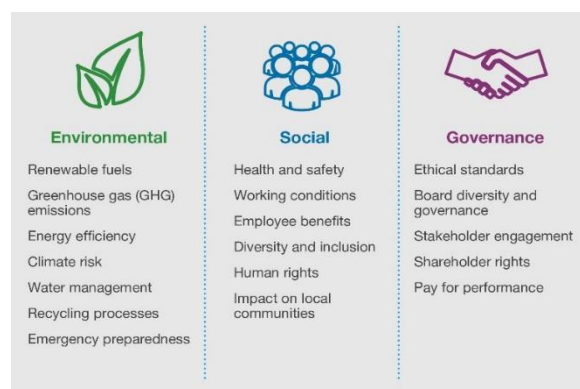 Environmental
Renewable fuels
Greenhouse gas (GHG)
emissions
Energy efficiency
Climate risk
Water management
Recycling processes
Emergency preparedness
Social
Health and safety
Working conditions
Employee benefits
Diversity and inclusion
Human rights
Impact on local
communities
Governance
Ethical standards
Board diversity and
governance
Stakeholder engagement
Shareholder rights
Pay for performance